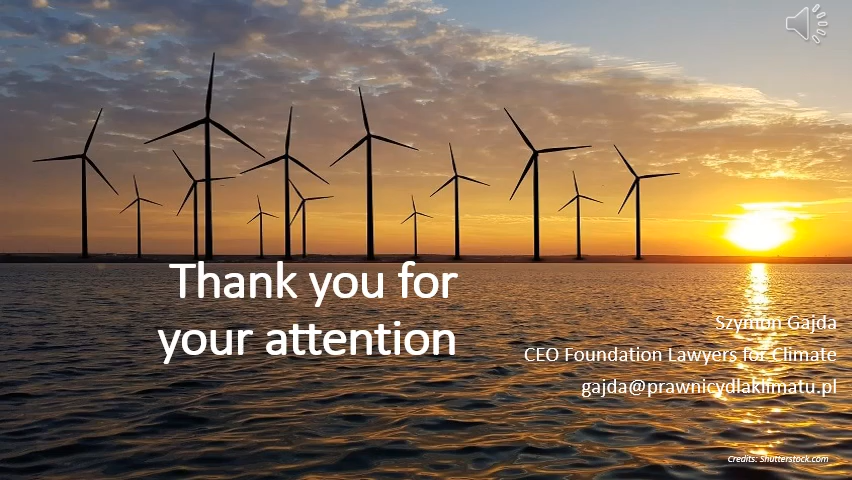 Thank you for
your attention
Szymon Gajda
CEO Foundation Lawyers for Climate
gajda@prawnicydlaklimatu.pl
Credits: Shutterstock.com